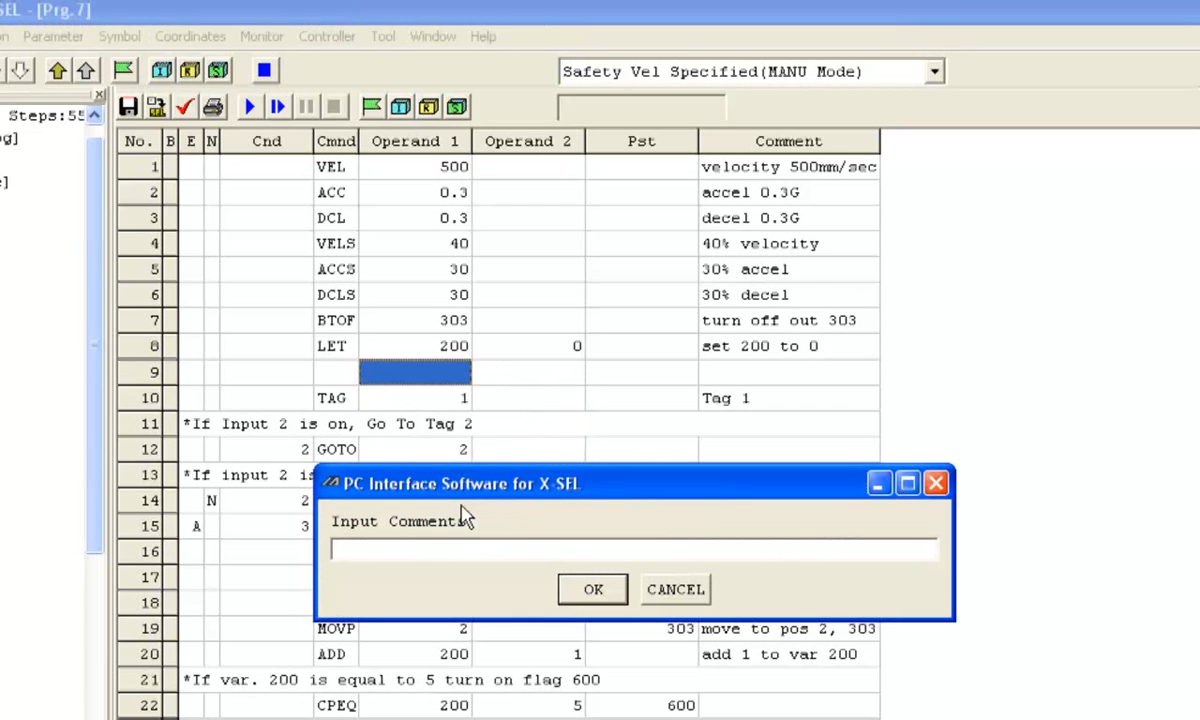 SEL - [Prg.7]
Parameter Symbol Coordinates Monitor Controller Tool Window Help
Safety Vel Specified(MANU Mode)
Steps:55
No. B E N Cnd Cmnd Operand 1 Operand 2 Pst Comment
1 VEL 500 velocity 500mm/sec
2 ACC 0.3 accel 0.3G
3 DCL 0.3 decel 0.3G
4 VELS 40 40% velocity
5 ACCS 30 30% accel
6 DCLS 30 30% decel
7 BTOF 303 turn off out 303
8 LET 200 0 set 200 to 0
9
10 TAG 1 Tag 1
11 *If Input 2 is on, Go To Tag 2
12 2 GOTO 2
13 *If input 2 is
14 N 2
15 A 3
16
17
18
19 MOVP 2 303 move to pos 2, 303
20 ADD 200 1 add 1 to var 200
21 *If var. 200 is equal to 5 turn on flag 600
22 CPEQ 200 5 600
PC Interface Software for X-SEL
Input Comments
OK CANCEL